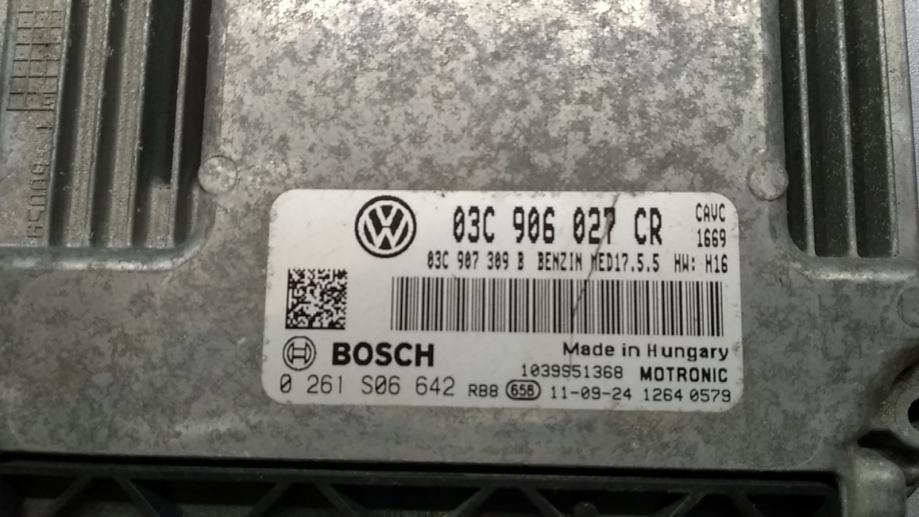 03C 906 027 CR CAVC
1669
03C 907 309 B BENZIN MED17.5.5 HW: H16
BOSCH
Made in Hungary
1039S51368 MOTRONIC
0 261 S06 642 RB8 658 11-09-24 1264 0579